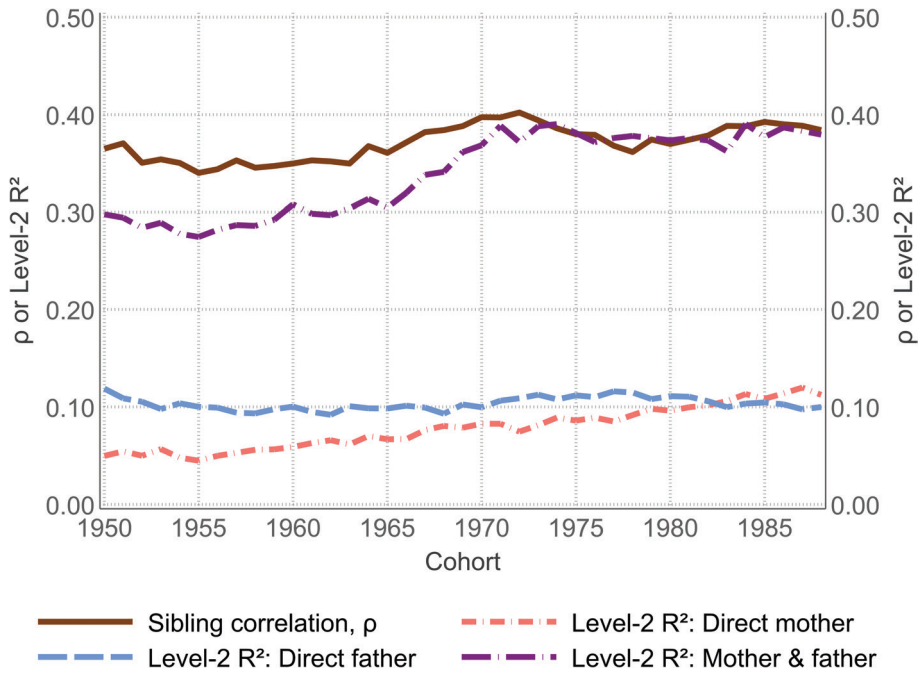 0.50 0.50
0.40 0.40
0.30 0.30
0.20 0.20
0.10 0.10
0.00 0.00
ρ or Level-2 R²
ρ or Level-2 R²
1950 1955 1960 1965 1970 1975 1980 1985
Cohort
Sibling correlation, ρ Level-2 R²: Direct mother
Level-2 R²: Direct father Level-2 R²: Mother & father